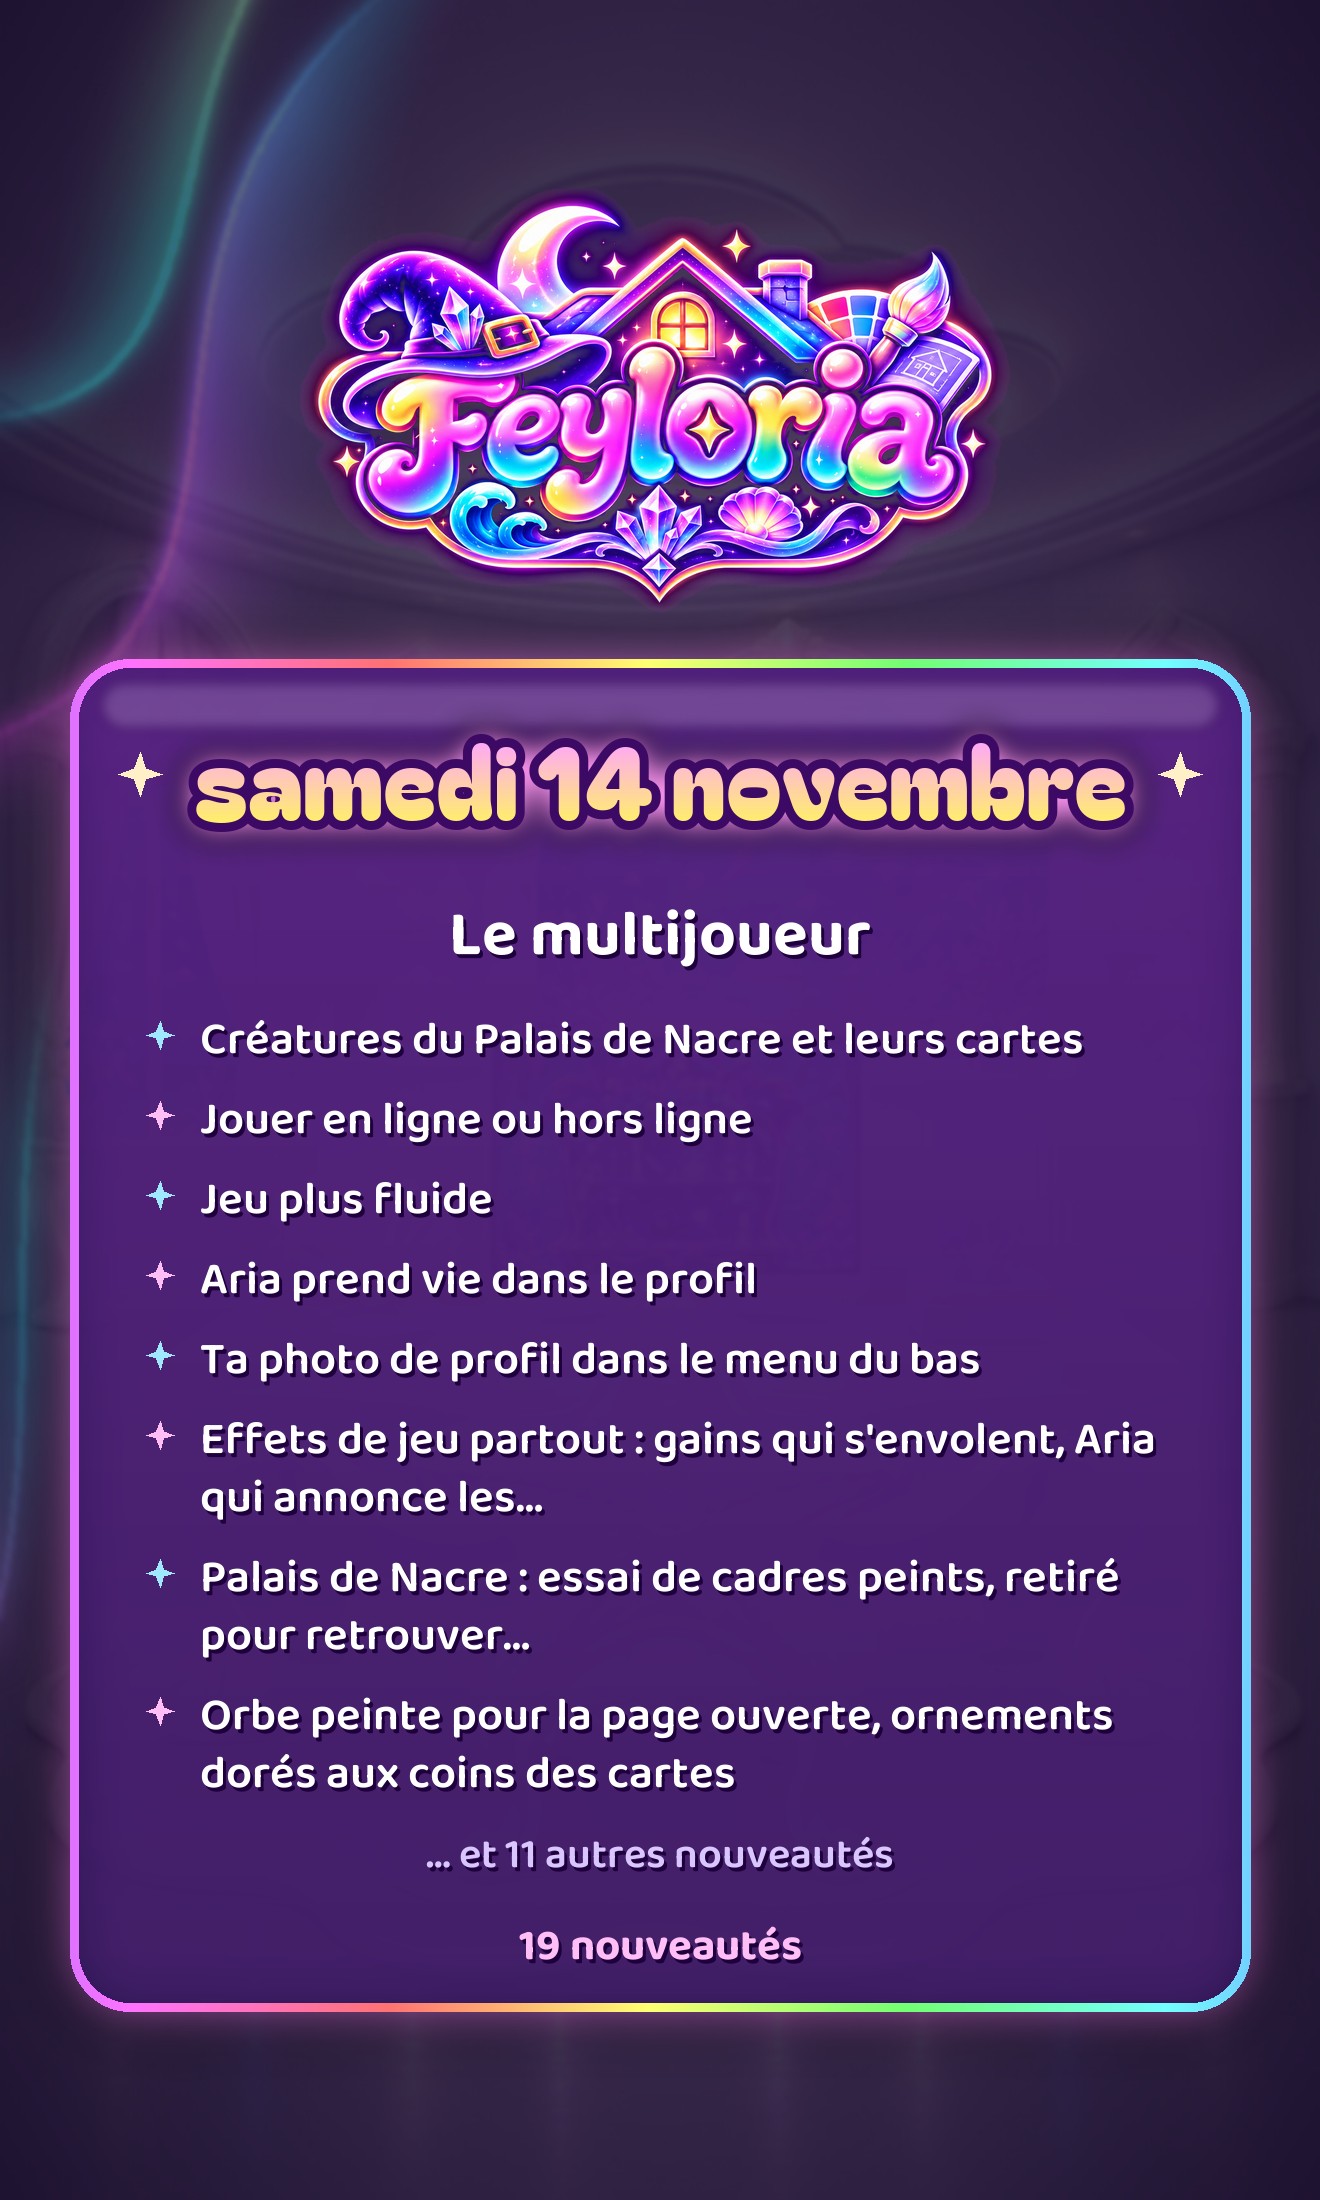 Feyloria
samedi 14 novembre
Le multijoueur
Créatures du Palais de Nacre et leurs cartes
Jouer en ligne ou hors ligne
Jeu plus fluide
Aria prend vie dans le profil
Ta photo de profil dans le menu du bas
Effets de jeu partout : gains qui s'envolent, Aria
qui annonce les...
Palais de Nacre : essai de cadres peints, retiré
pour retrouver...
Orbe peinte pour la page ouverte, ornements
dorés aux coins des cartes
... et 11 autres nouveautés
19 nouveautés